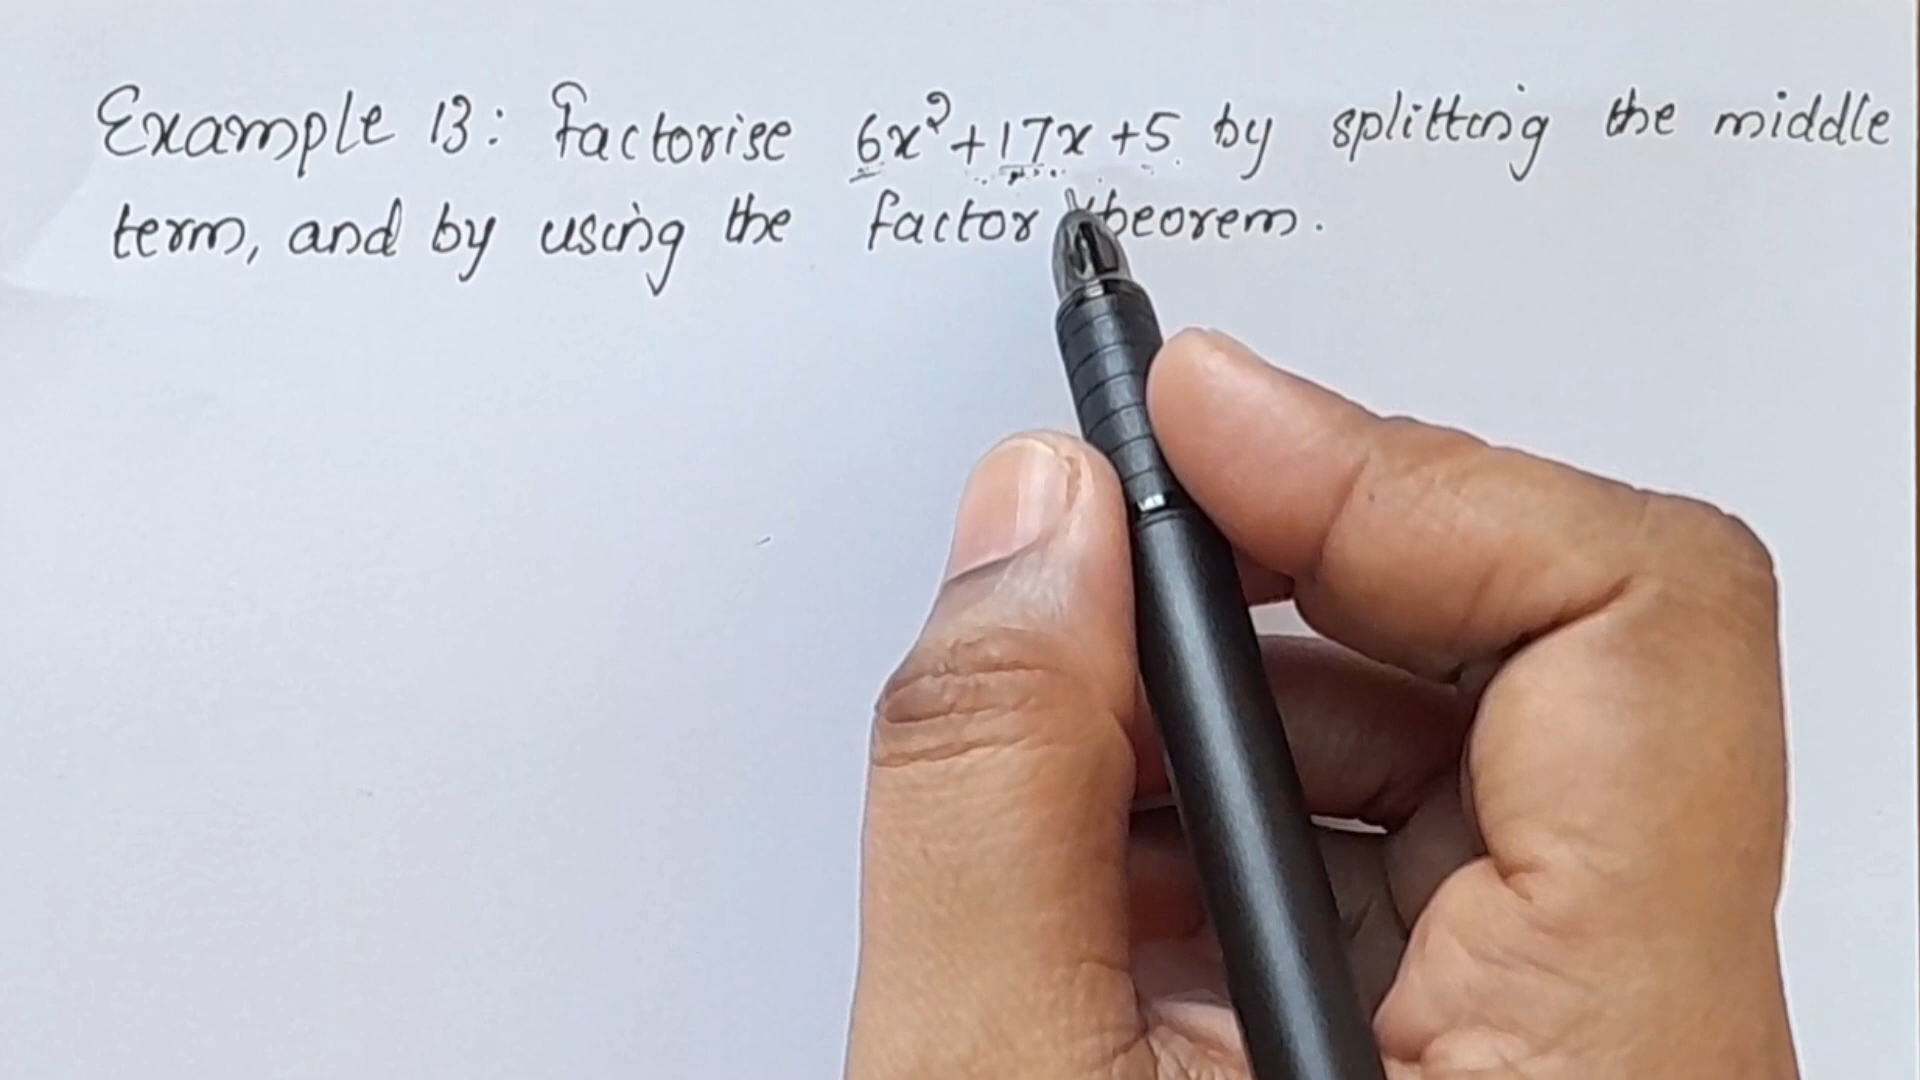 Example 13: Factorise 6x²+17x+5 by splitting the middle
term, and by using the factor theorem.